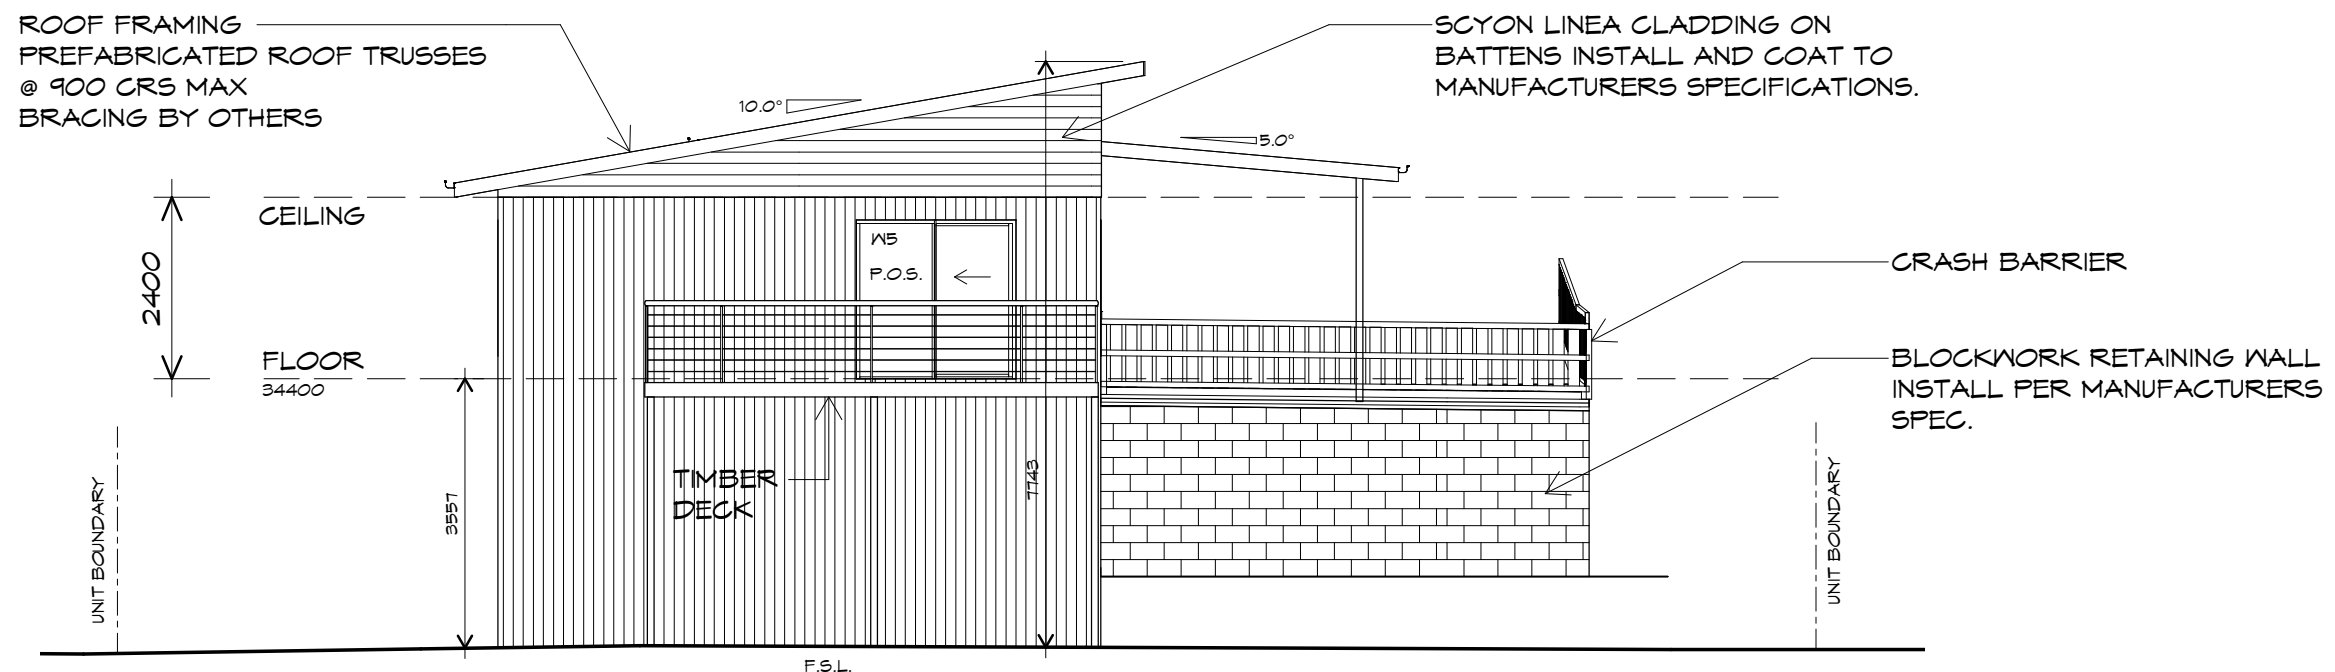 ROOF FRAMING
PREFABRICATED ROOF TRUSSES
@ 900 CRS MAX
BRACING BY OTHERS
SCYON LINEA CLADDING ON
BATTENS INSTALL AND COAT TO
MANUFACTURERS SPECIFICATIONS.
10.0°
5.0°
CEILING
2400
W5
P.O.S.
CRASH BARRIER
FLOOR
34400
BLOCKWORK RETAINING WALL
INSTALL PER MANUFACTURERS
SPEC.
TIMBER
DECK
3557
7743
UNIT BOUNDARY
UNIT BOUNDARY
F.S.L.